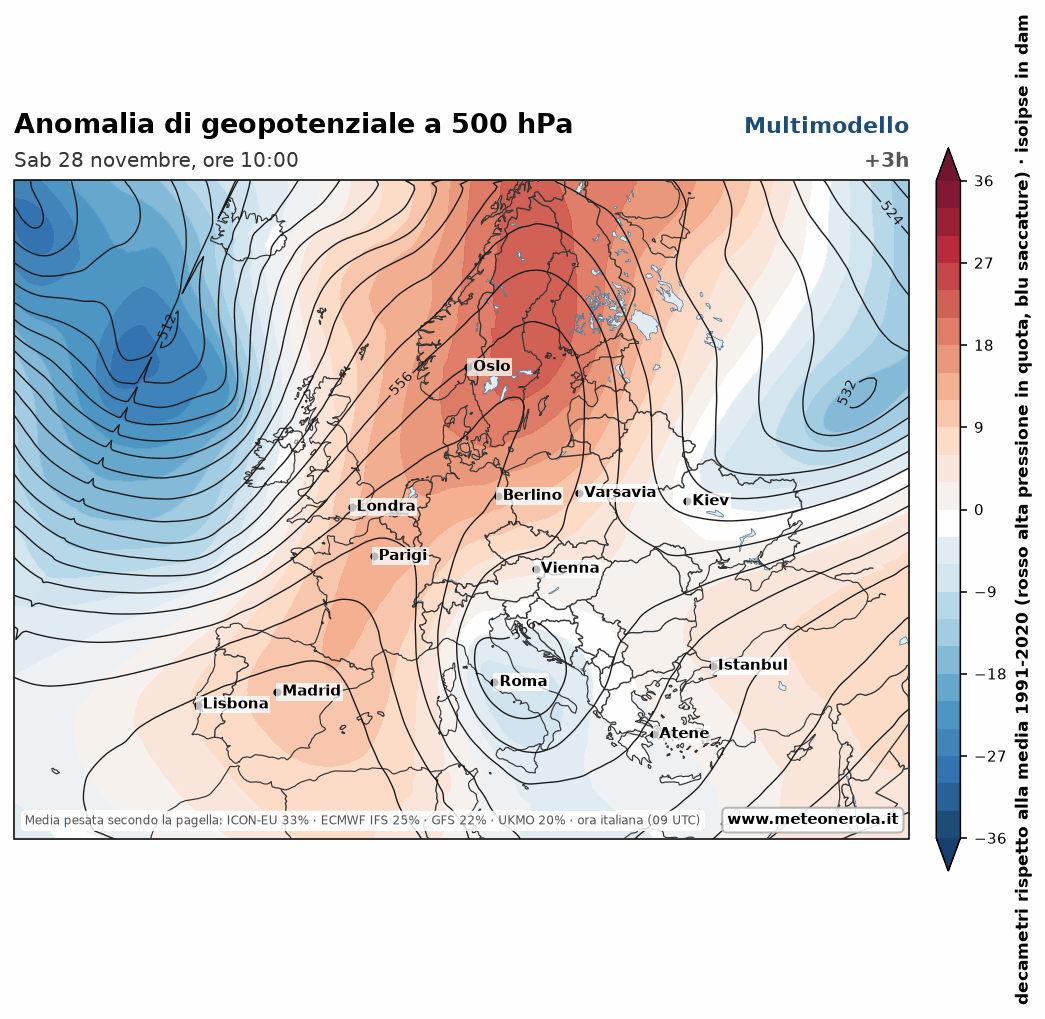 Anomalia di geopotenziale a 500 hPa
Multimodello
Sab 28 novembre, ore 10:00
+3h
524
512
532
556
Oslo
Londra
Berlino
Varsavia
Kiev
Parigi
Vienna
Roma
Istanbul
Madrid
Lisbona
Atene
Media pesata secondo la pagella: ICON-EU 33% · ECMWF IFS 25% · GFS 22% · UKMO 20% · ora italiana (09 UTC)
www.meteonerola.it
36
27
18
9
0
−9
−18
−27
−36
decametri rispetto alla media 1991-2020 (rosso alta pressione in quota, blu saccature) · isoipse in dam